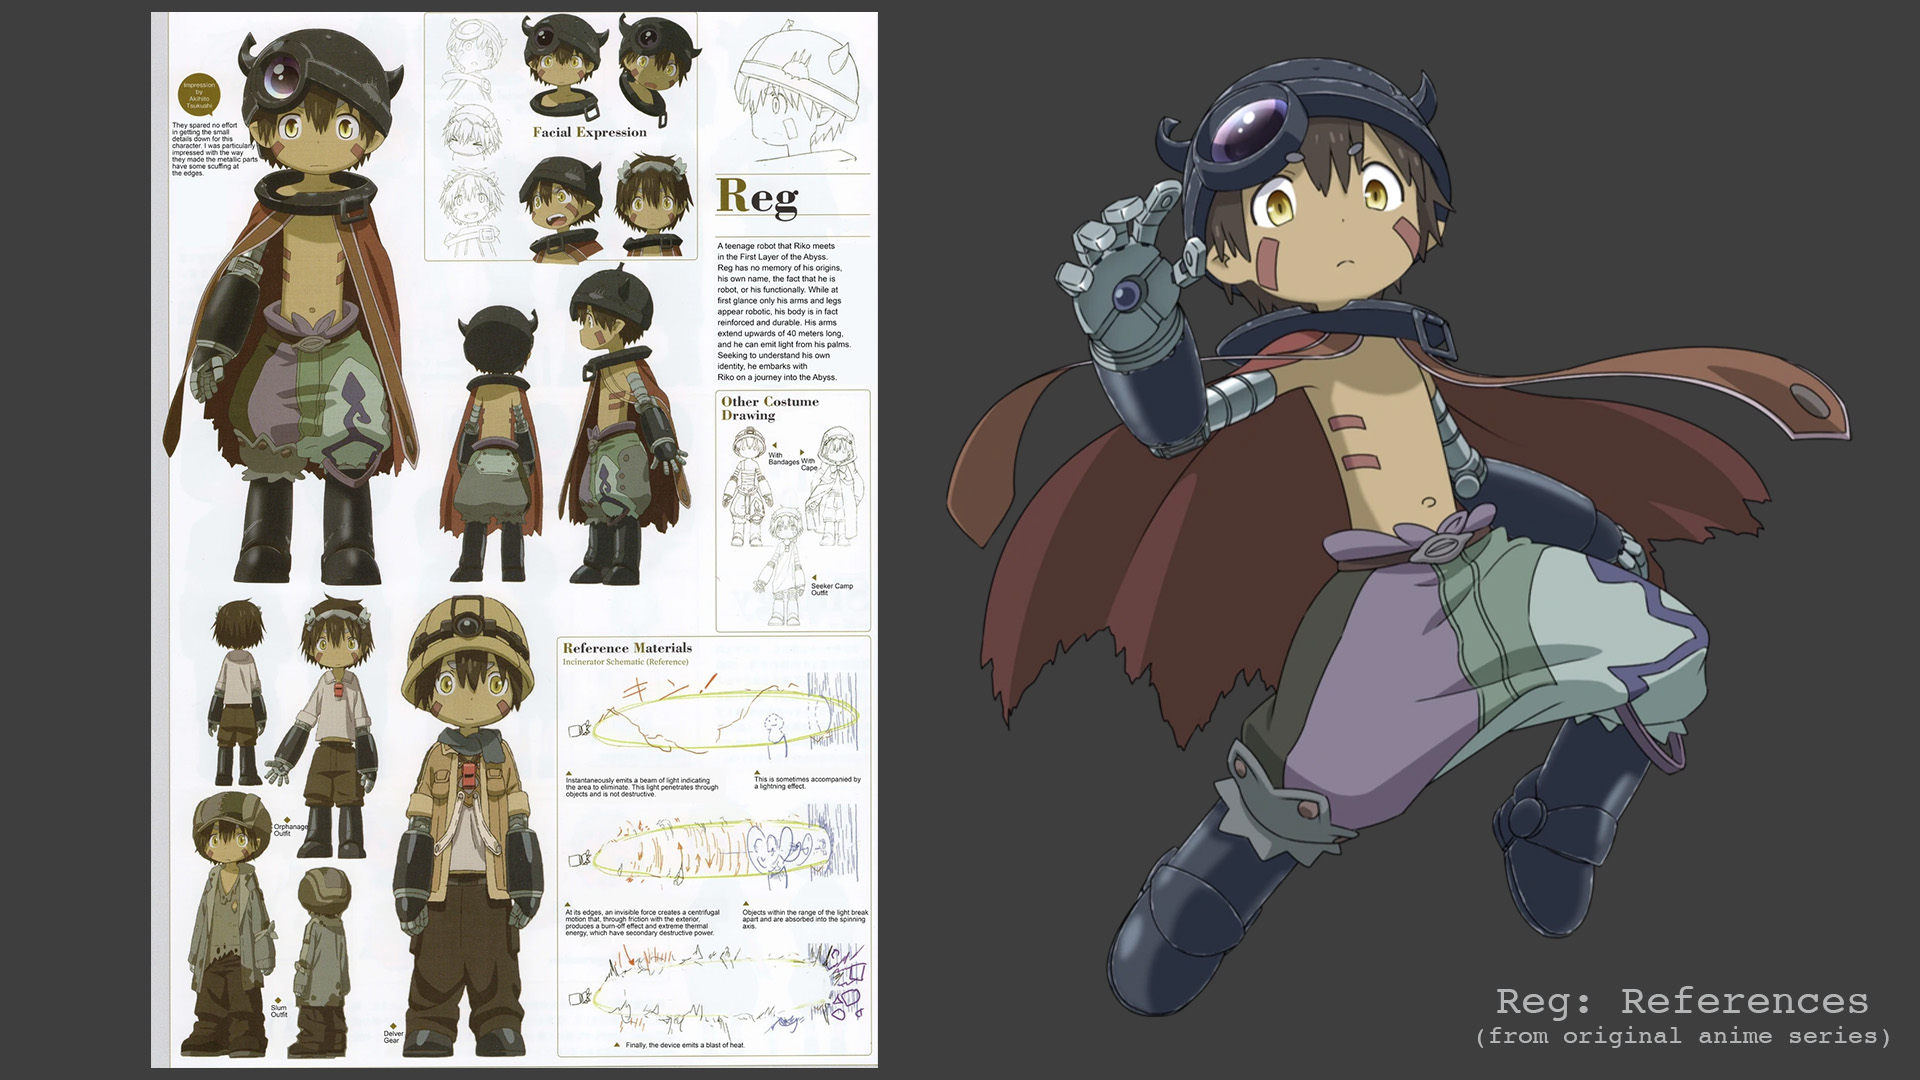 Impression
by
Akihito
Tsukushi
They spared no effort
in getting the small
details down for this
character. I was particularly
impressed with the way
they made the metallic parts
have some scuffing at
the edges.
Facial Expression
Reg
A teenage robot that Riko meets
in the First Layer of the Abyss.
Reg has no memory of his origins,
his own name, the fact that he is
robot, or his functionally. While at
first glance only his arms and legs
appear robotic, his body is in fact
reinforced and durable. His arms
extend upwards of 40 meters long,
and he can emit light from his palms.
Seeking to understand his own
identity, he embarks with
Riko on a journey into the Abyss.
Other Costume
Drawing
With
Bandages
With
Cape
Seeker Camp
Outfit
Orphanage
Outfit
Slum
Outfit
Delver
Gear
Reference Materials
Incinerator Schematic (Reference)
キン!
Instantaneously emits a beam of light indicating
the area to eliminate. This light penetrates through
objects and is not destructive.
This is sometimes accompanied by
a lightning effect.
At its edges, an invisible force creates a centrifugal
motion that, through friction with the exterior,
produces a burn-off effect and extreme thermal
energy, which have secondary destructive power.
Objects within the range of the light break
apart and are absorbed into the spinning
axis.
Finally, the device emits a blast of heat.
Reg: References
(from original anime series)